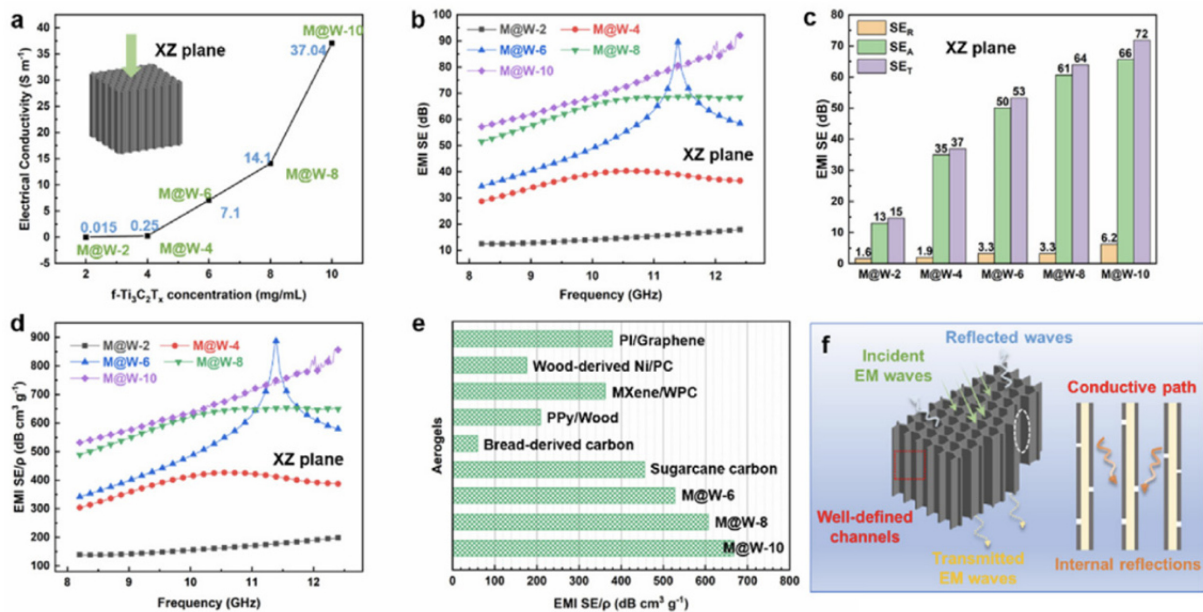 a
M@W-10
XZ plane
37.04
14.1
M@W-8
M@W-6
7.1
0.015
0.25
M@W-2
M@W-4
Electrical Conductivity (S m⁻¹)
40
35
30
25
20
15
10
5
0
2
4
6
8
10
f-Ti₃C₂Tₓ concentration (mg/mL)
b
M@W-2
M@W-4
M@W-6
M@W-8
M@W-10
XZ plane
EMI SE (dB)
100
90
80
70
60
50
40
30
20
10
8
9
10
11
12
Frequency (GHz)
c
SE_R
SE_A
SE_T
XZ plane
EMI SE (dB)
80
70
60
50
40
30
20
10
0
1.6
13
15
1.9
35
37
3.3
50
53
3.3
61
64
6.2
66
72
M@W-2
M@W-4
M@W-6
M@W-8
M@W-10
d
M@W-2
M@W-4
M@W-6
M@W-8
M@W-10
XZ plane
EMI SE/ρ (dB cm³ g⁻¹)
900
800
700
600
500
400
300
200
100
8
9
10
11
12
Frequency (GHz)
e
Aerogels
PI/Graphene
Wood-derived Ni/PC
MXene/WPC
PPy/Wood
Bread-derived carbon
Sugarcane carbon
M@W-6
M@W-8
M@W-10
0
100
200
300
400
500
600
700
800
EMI SE/ρ (dB cm³ g⁻¹)
f
Reflected waves
Incident
EM waves
Conductive path
Well-defined
channels
Transmitted
EM waves
Internal reflections